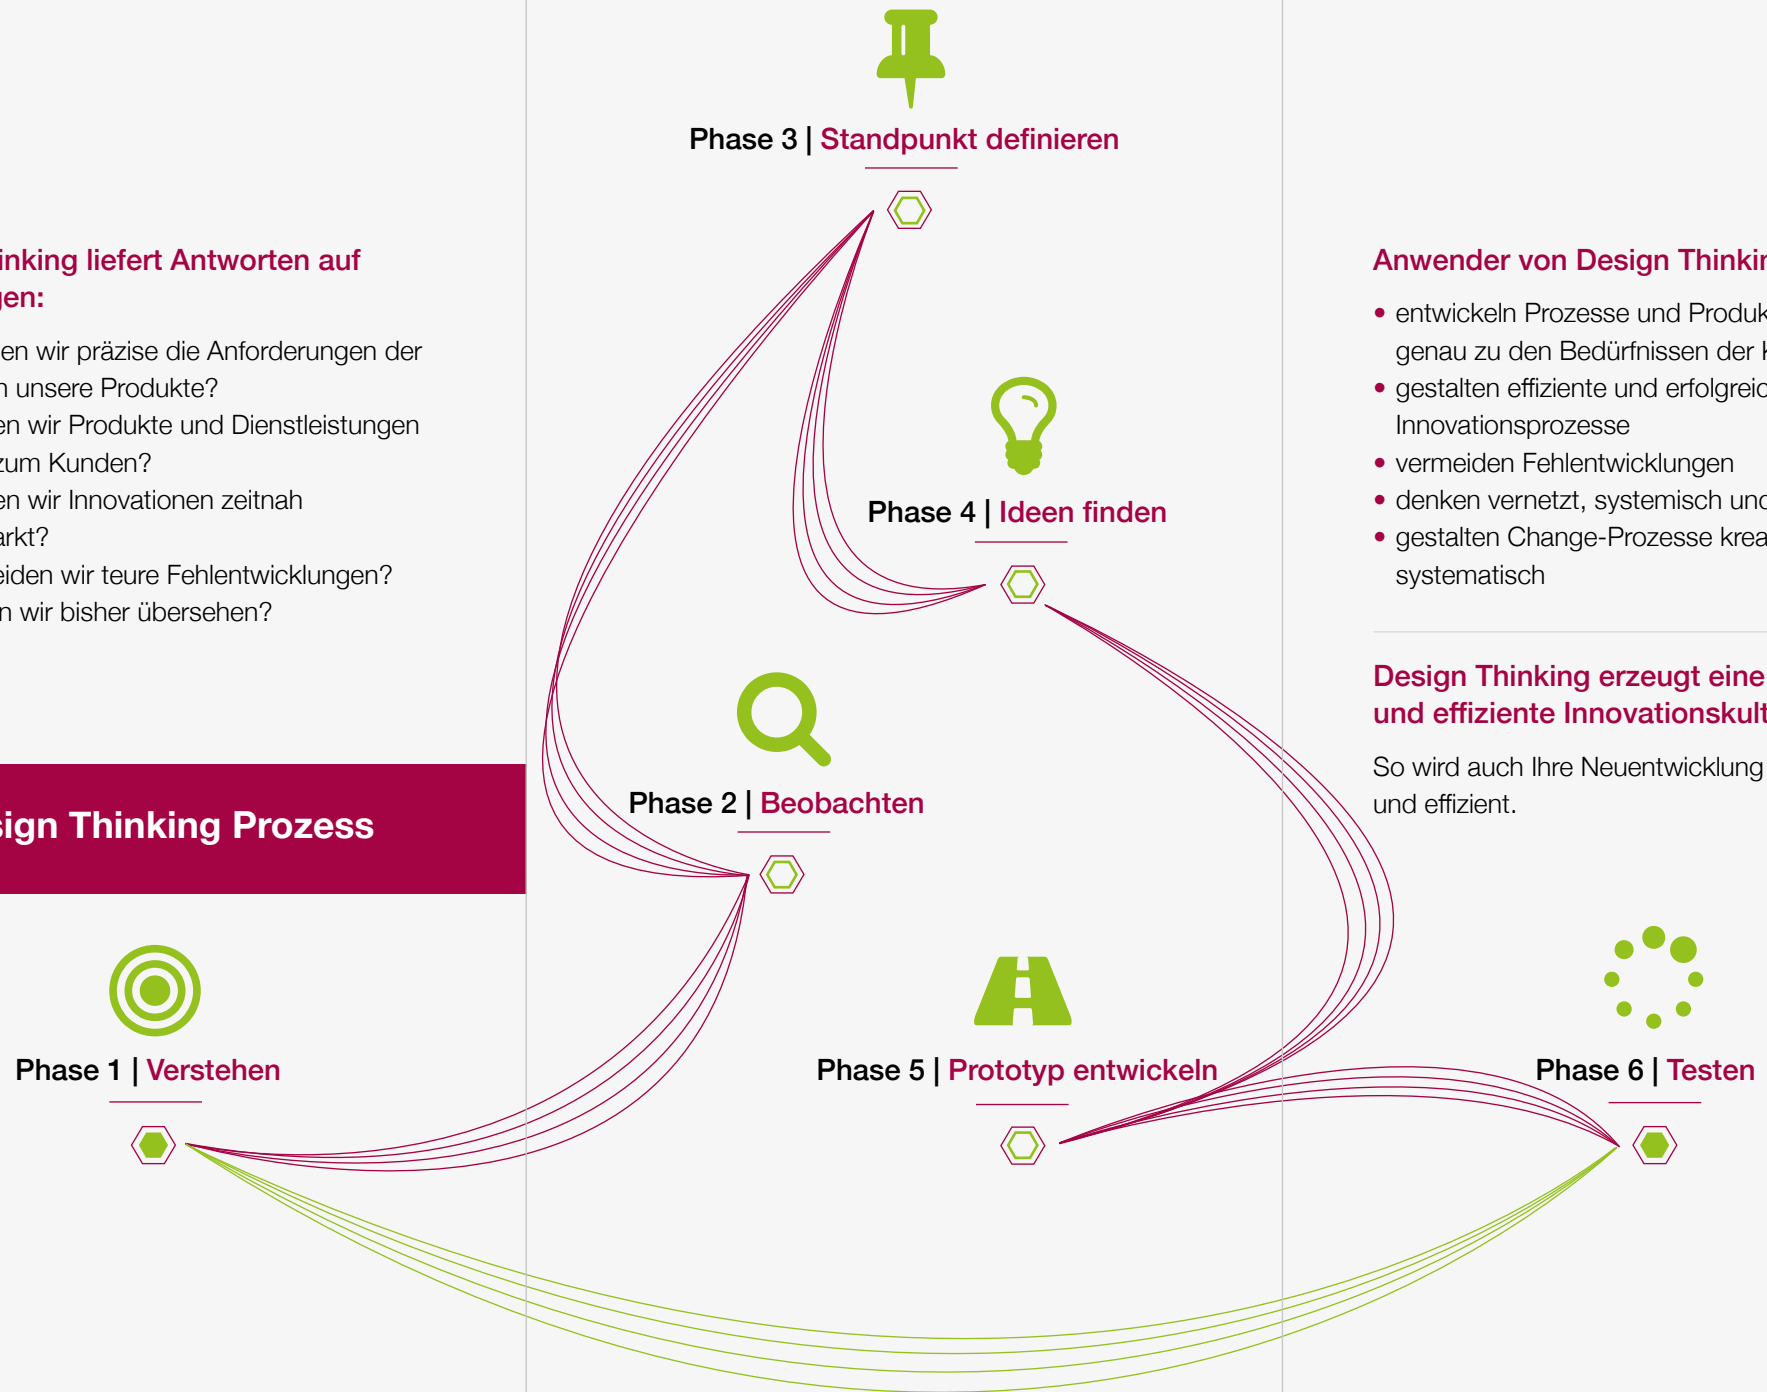 Phase 3 | Standpunkt definieren
inking liefert Antworten auf
gen:
en wir präzise die Anforderungen der
n unsere Produkte?
en wir Produkte und Dienstleistungen
zum Kunden?
en wir Innovationen zeitnah
arkt?
eiden wir teure Fehlentwicklungen?
n wir bisher übersehen?
sign Thinking Prozess
Phase 1 | Verstehen
Phase 4 | Ideen finden
Phase 2 | Beobachten
Phase 5 | Prototyp entwickeln
Anwender von Design Thinkin
• entwickeln Prozesse und Produk
genau zu den Bedürfnissen der K
• gestalten effiziente und erfolgreic
Innovationsprozesse
• vermeiden Fehlentwicklungen
• denken vernetzt, systemisch und
• gestalten Change-Prozesse krea
systematisch
Design Thinking erzeugt eine
und effiziente Innovationskult
So wird auch Ihre Neuentwicklung
und effizient.
Phase 6 | Testen